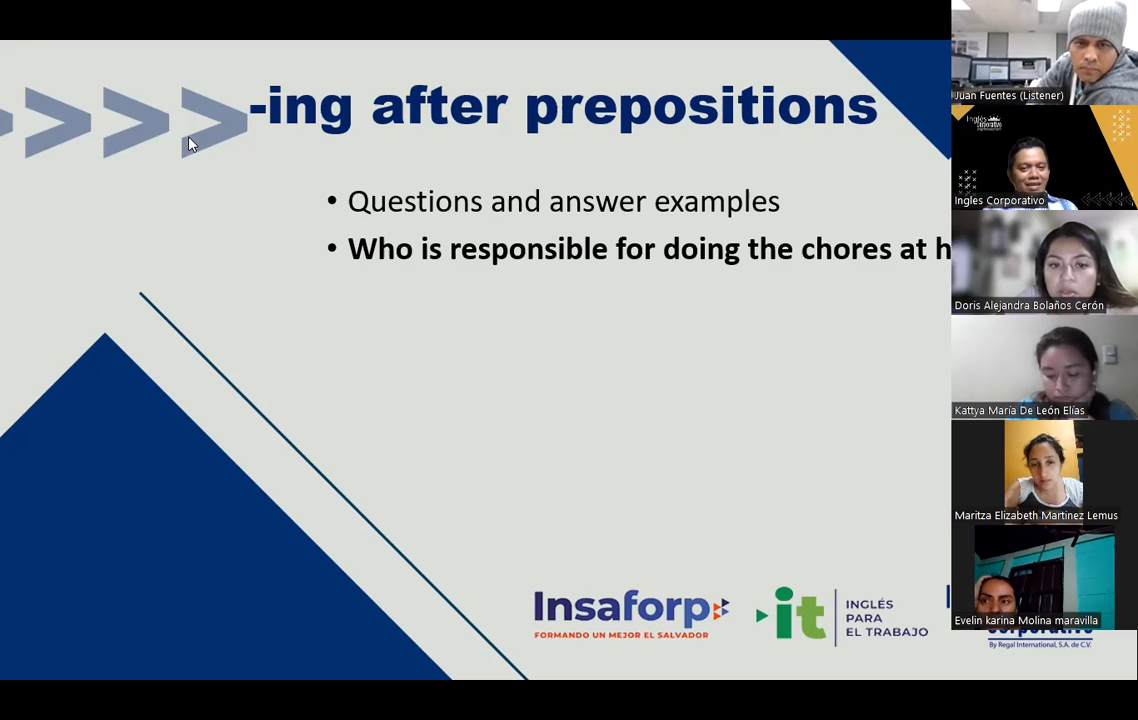 -ing after prepositions
• Questions and answer examples
• Who is responsible for doing the chores at h
Insaforp
FORMANDO UN MEJOR EL SALVADOR
it
INGLÉS
PARA
EL TRABAJO
By Regal International, S.A. de C.V.
Juan Fuentes (Listener)
Inglés
Corporativo
Ingles Corporativo
Doris Alejandra Bolaños Cerón
Kattya María De León Elías
Maritza Elizabeth Martinez Lemus
Evelin karina Molina maravilla